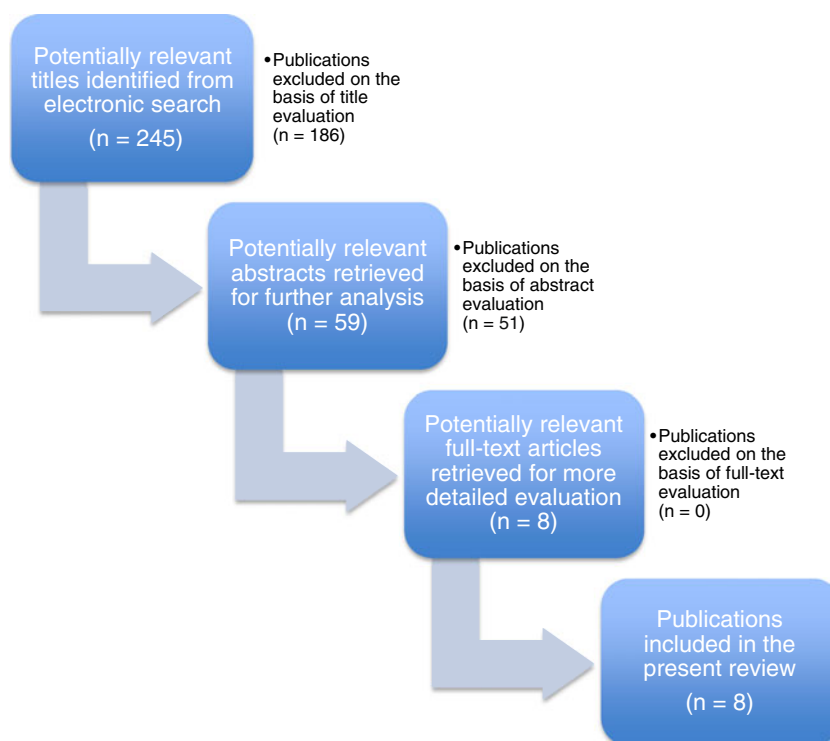 Potentially relevant
titles identified from
electronic search
(n = 245)
•Publications
excluded on the
basis of title
evaluation
(n = 186)
Potentially relevant
abstracts retrieved
for further analysis
(n = 59)
•Publications
excluded on the
basis of abstract
evaluation
(n = 51)
Potentially relevant
full-text articles
retrieved for more
detailed evaluation
(n = 8)
•Publications
excluded on the
basis of full-text
evaluation
(n = 0)
Publications
included in the
present review
(n = 8)